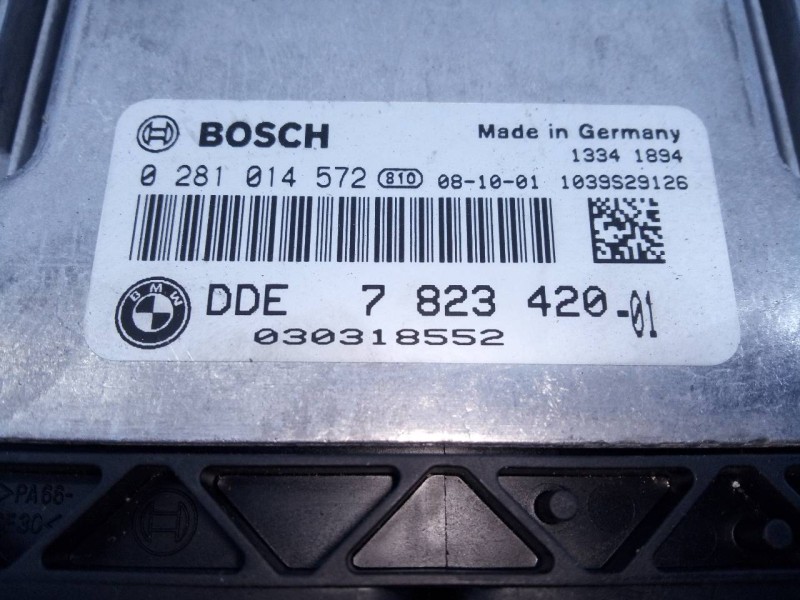 BOSCH Made in Germany
1334 1894
0 281 014 572 810 08-10-01 1039S29126
BMW DDE 7 823 420-01
030318552
>PA66-